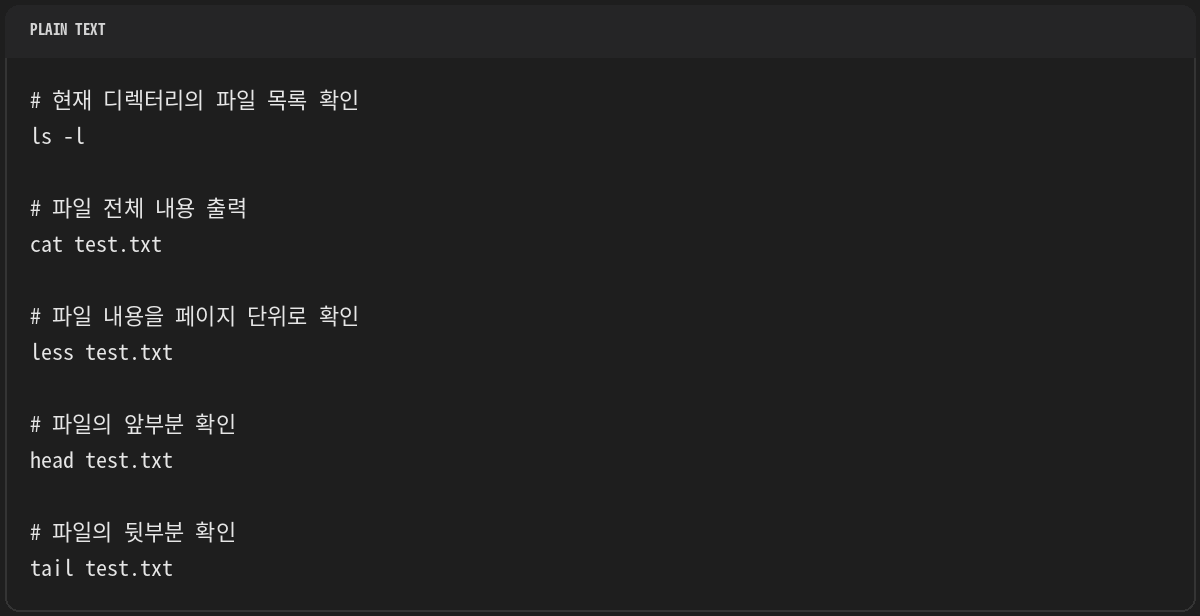 PLAIN TEXT
# 현재 디렉터리의 파일 목록 확인
ls -l
# 파일 전체 내용 출력
cat test.txt
# 파일 내용을 페이지 단위로 확인
less test.txt
# 파일의 앞부분 확인
head test.txt
# 파일의 뒷부분 확인
tail test.txt